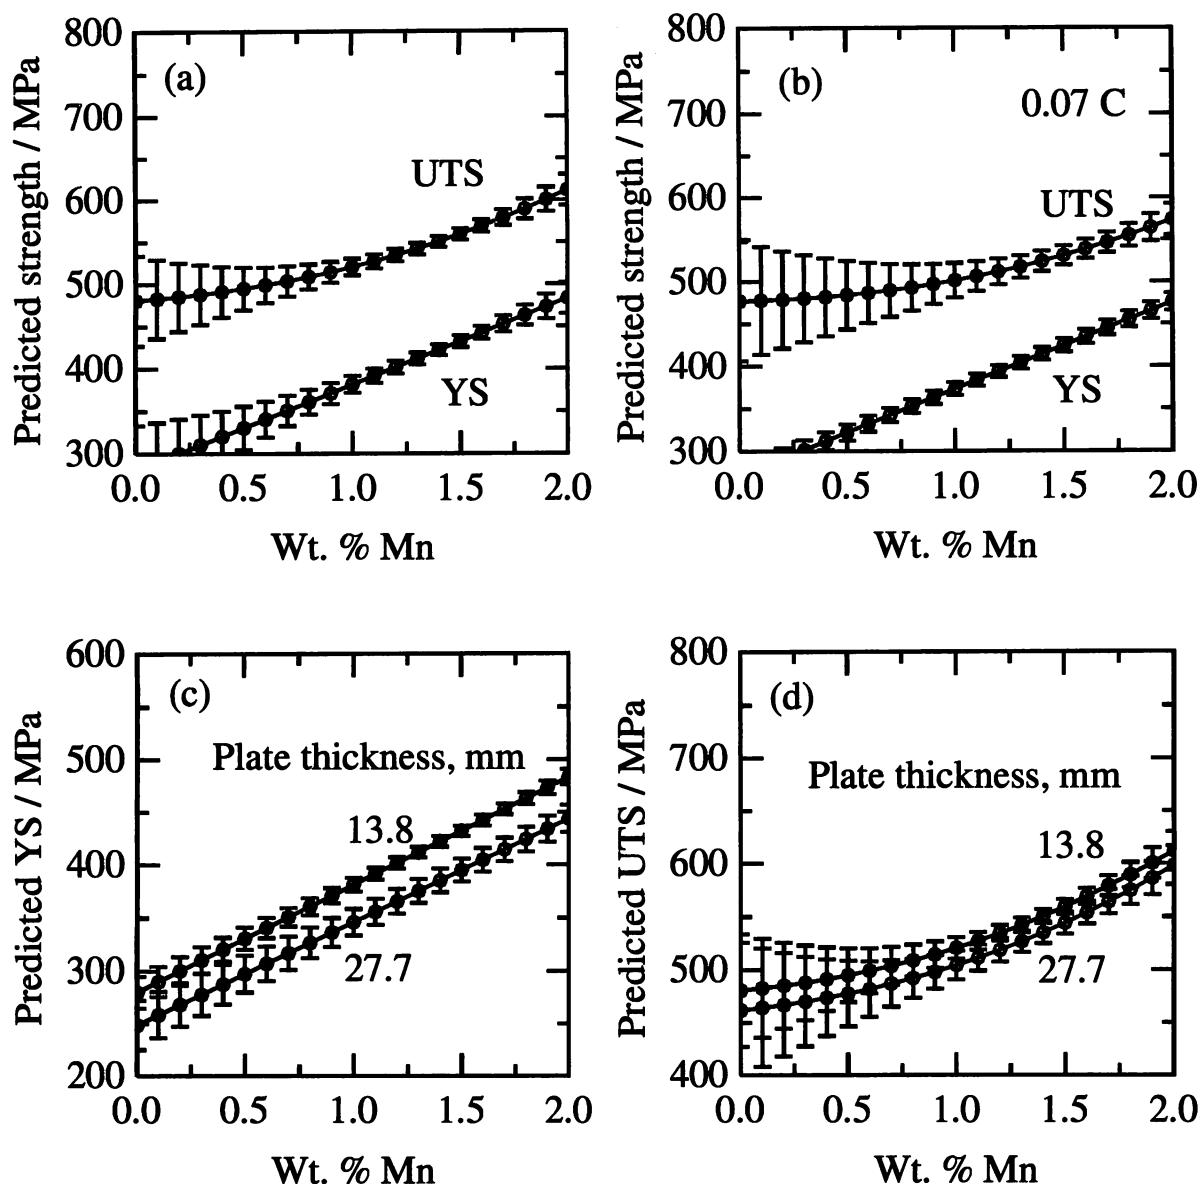 (a)
Predicted strength / MPa
800
700
600
500
400
300
UTS
YS
0.0 0.5 1.0 1.5 2.0
Wt. % Mn
(b)
0.07 C
Predicted strength / MPa
800
700
600
500
400
300
UTS
YS
0.0 0.5 1.0 1.5 2.0
Wt. % Mn
(c)
Predicted YS / MPa
600
500
400
300
200
Plate thickness, mm
13.8
27.7
0.0 0.5 1.0 1.5 2.0
Wt. % Mn
(d)
Predicted UTS / MPa
800
700
600
500
400
Plate thickness, mm
13.8
27.7
0.0 0.5 1.0 1.5 2.0
Wt. % Mn